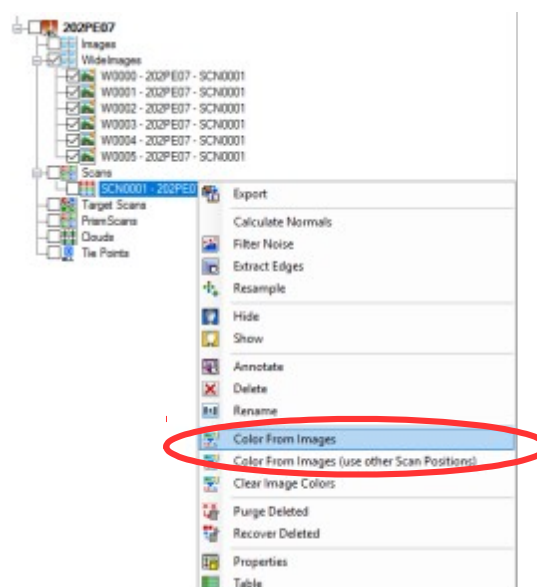 202PE07
Images
WideImages
W0000 - 202PE07 - SCN0001
W0001 - 202PE07 - SCN0001
W0002 - 202PE07 - SCN0001
W0003 - 202PE07 - SCN0001
W0004 - 202PE07 - SCN0001
W0005 - 202PE07 - SCN0001
Scans
SCN0001 - 202PE0
Target Scans
PrismScans
Clouds
Tie Points
Export
Calculate Normals
Filter Noise
Extract Edges
Resample
Hide
Show
Annotate
Delete
Rename
Color From Images
Color From Images (use other Scan Positions)
Clear Image Colors
Purge Deleted
Recover Deleted
Properties
Table